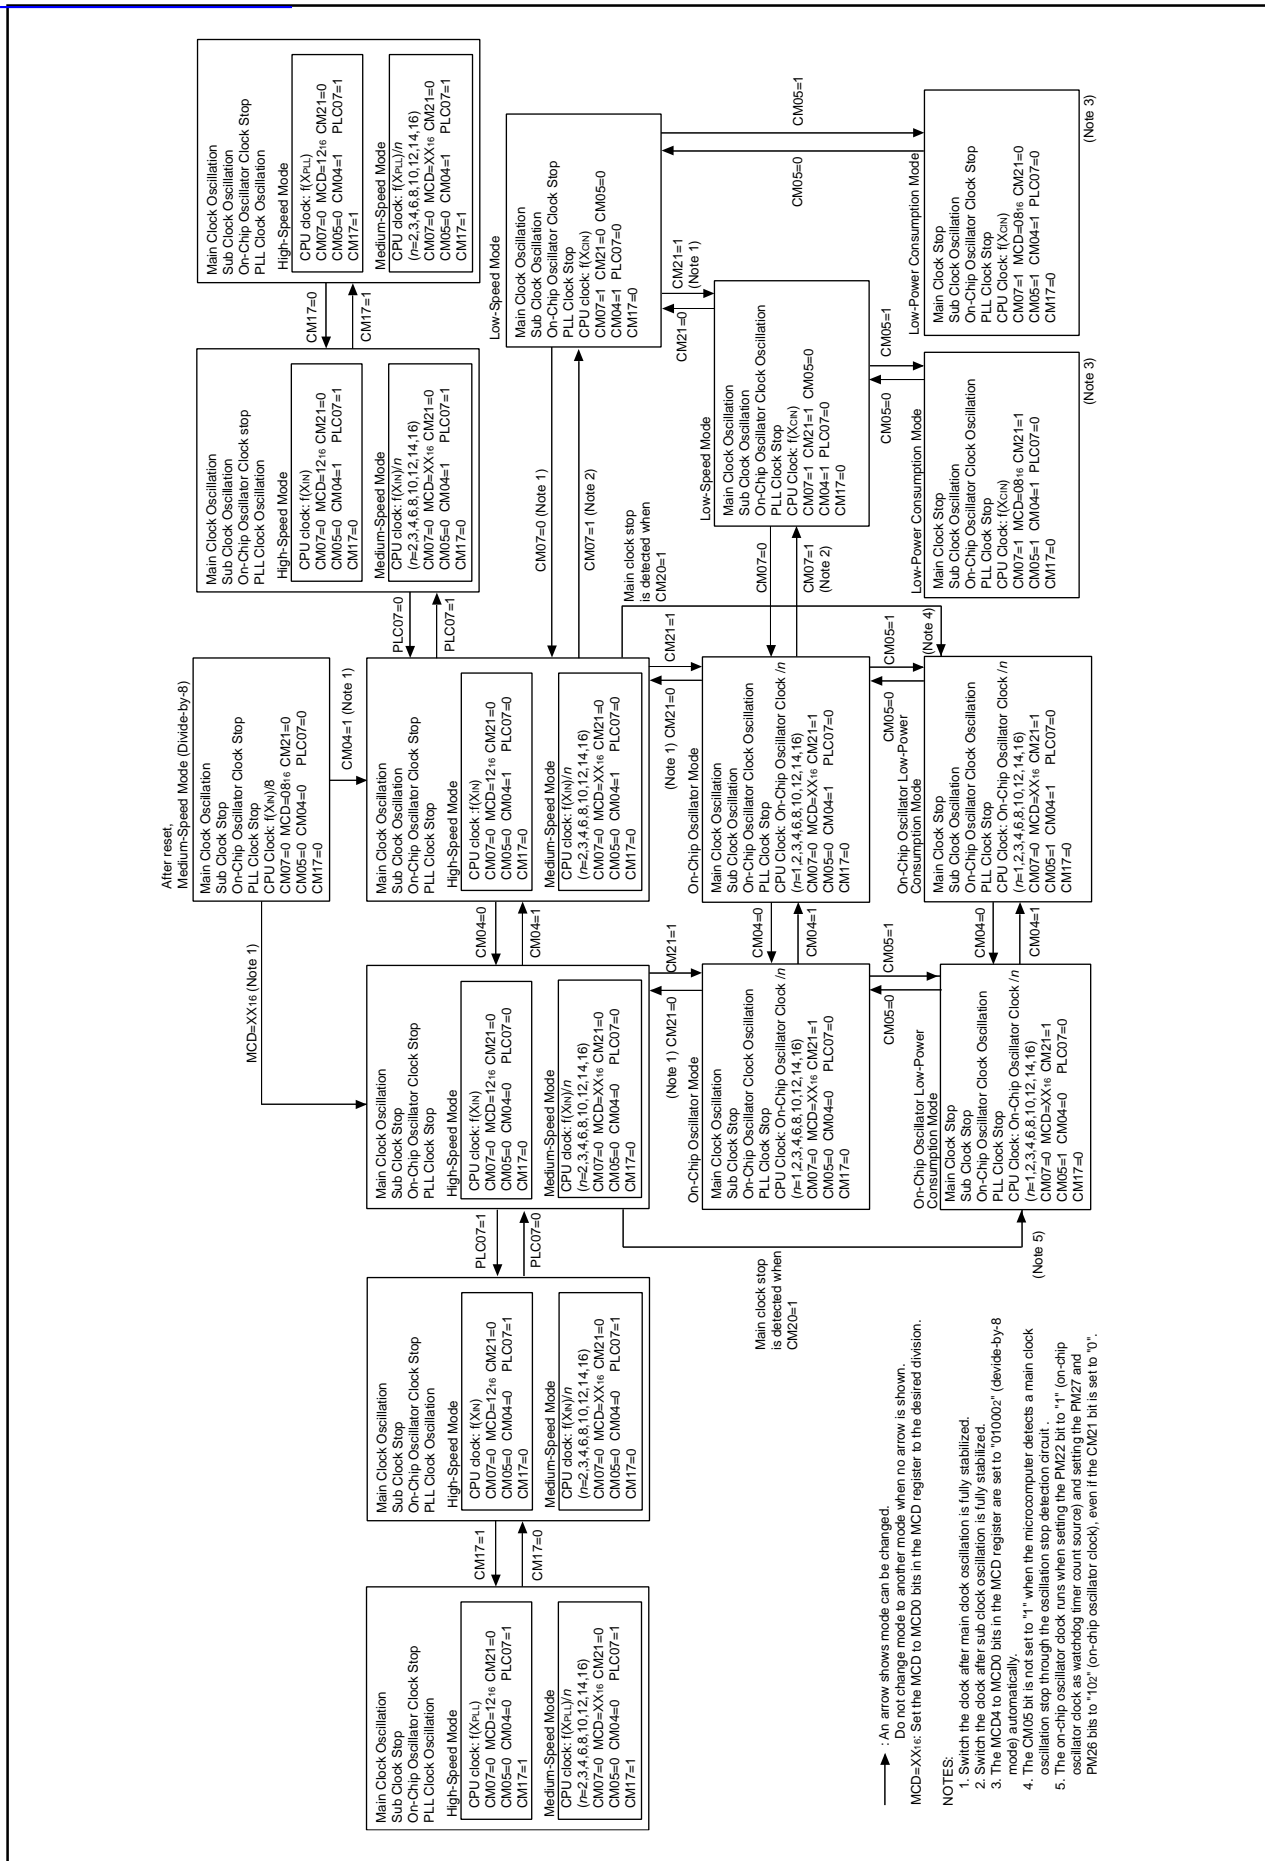 After reset,
Medium-Speed Mode (Divide-by-8)
Main Clock Oscillation
Sub Clock Stop
On-Chip Oscillator Clock Stop
PLL Clock Stop
CPU Clock: f(XIN)/8
CM07=0 MCD=0816 CM21=0
CM05=0 CM04=0 PLC07=0
CM17=0
MCD=XX16 (Note 1)
CM04=1 (Note 1)
Main Clock Oscillation
Sub Clock Oscillation
On-Chip Oscillator Clock stop
PLL Clock Oscillation
High-Speed Mode
CPU clock: f(XIN)
CM07=0 MCD=1216 CM21=0
CM05=0 CM04=1 PLC07=1
CM17=0
Medium-Speed Mode
CPU clock: f(XIN)/n
(n=2,3,4,6,8,10,12,14,16)
CM07=0 MCD=XX16 CM21=0
CM05=0 CM04=1 PLC07=1
CM17=0
CM17=0
CM17=1
Main Clock Oscillation
Sub Clock Oscillation
On-Chip Oscillator Clock Stop
PLL Clock Oscillation
High-Speed Mode
CPU clock: f(XPLL)
CM07=0 MCD=1216 CM21=0
CM05=0 CM04=1 PLC07=1
CM17=1
Medium-Speed Mode
CPU clock: f(XPLL)/n
(n=2,3,4,6,8,10,12,14,16)
CM07=0 MCD=XX16 CM21=0
CM05=0 CM04=1 PLC07=1
CM17=1
Main Clock Oscillation
Sub Clock Stop
On-Chip Oscillator Clock Stop
PLL Clock Oscillation
High-Speed Mode
CPU clock: f(XPLL)
CM07=0 MCD=1216 CM21=0
CM05=0 CM04=0 PLC07=1
CM17=1
Medium-Speed Mode
CPU clock: f(XPLL)/n
(n=2,3,4,6,8,10,12,14,16)
CM07=0 MCD=XX16 CM21=0
CM05=0 CM04=0 PLC07=1
CM17=1
CM17=1
CM17=0
Main Clock Oscillation
Sub Clock Stop
On-Chip Oscillator Clock Stop
PLL Clock Oscillation
High-Speed Mode
CPU clock: f(XIN)
CM07=0 MCD=1216 CM21=0
CM05=0 CM04=0 PLC07=1
CM17=0
Medium-Speed Mode
CPU clock: f(XIN)/n
(n=2,3,4,6,8,10,12,14,16)
CM07=0 MCD=XX16 CM21=0
CM05=0 CM04=0 PLC07=1
CM17=0
PLC07=1
PLC07=0
Main Clock Oscillation
Sub Clock Stop
On-Chip Oscillator Clock Stop
PLL Clock Stop
High-Speed Mode
CPU clock: f(XIN)
CM07=0 MCD=1216 CM21=0
CM05=0 CM04=0 PLC07=0
CM17=0
Medium-Speed Mode
CPU clock: f(XIN)/n
(n=2,3,4,6,8,10,12,14,16)
CM07=0 MCD=XX16 CM21=0
CM05=0 CM04=0 PLC07=0
CM17=0
CM04=0
CM04=1
Main Clock Oscillation
Sub Clock Oscillation
On-Chip Oscillator Clock Stop
PLL Clock Stop
High-Speed Mode
CPU clock :f(XIN)
CM07=0 MCD=1216 CM21=0
CM05=0 CM04=1 PLC07=0
CM17=0
Medium-Speed Mode
CPU clock: f(XIN)/n
(n=2,3,4,6,8,10,12,14,16)
CM07=0 MCD=XX16 CM21=0
CM05=0 CM04=1 PLC07=0
CM17=0
PLC07=0
PLC07=1
CM07=0 (Note 1)
CM07=1 (Note 2)
Low-Speed Mode
Main Clock Oscillation
Sub Clock Oscillation
On-Chip Oscillator Clock Stop
PLL Clock Stop
CPU clock: f(XCIN)
CM07=1 CM21=0 CM05=0
CM04=1 PLC07=0
CM17=0
Main clock stop
is detected when
CM20=1
(Note 1) CM21=0
CM21=1
(Note 1) CM21=0
CM21=1
CM21=0
CM21=1
(Note 1)
CM05=0
CM05=1
On-Chip Oscillator Mode
Main Clock Oscillation
Sub Clock Stop
On-Chip Oscillator Clock Oscillation
PLL Clock Stop
CPU Clock: On-Chip Oscillator Clock /n
(n=1,2,3,4,6,8,10,12,14,16)
CM07=0 MCD=XX16 CM21=1
CM05=0 CM04=0 PLC07=0
CM17=0
CM04=0
CM04=1
On-Chip Oscillator Mode
Main Clock Oscillation
Sub Clock Oscillation
On-Chip Oscillator Clock Oscillation
PLL Clock Stop
CPU Clock: On-Chip Oscillator Clock /n
(n=1,2,3,4,6,8,10,12,14,16)
CM07=0 MCD=XX16 CM21=1
CM05=0 CM04=1 PLC07=0
CM17=0
CM07=0
CM07=1
(Note 2)
Low-Speed Mode
Main Clock Oscillation
Sub Clock Oscillation
On-Chip Oscillator Clock Oscillation
PLL Clock Stop
CPU Clock: f(XCIN)
CM07=1 CM21=1 CM05=0
CM04=1 PLC07=0
CM17=0
Main clock stop
is detected when
CM20=1
CM05=0
CM05=1
CM05=0
CM05=1
(Note 4)
CM05=0
CM05=1
On-Chip Oscillator Low-Power
Consumption Mode
Main Clock Stop
Sub Clock Stop
On-Chip Oscillator Clock Oscillation
PLL Clock Stop
CPU Clock: On-Chip Oscillator Clock /n
(n=1,2,3,4,6,8,10,12,14,16)
CM07=0 MCD=XX16 CM21=1
CM05=1 CM04=0 PLC07=0
CM17=0
(Note 5)
CM04=0
CM04=1
On-Chip Oscillator Low-Power
Consumption Mode
Main Clock Stop
Sub Clock Oscillation
On-Chip Oscillator Clock Oscillation
PLL Clock Stop
CPU Clock: On-Chip Oscillator Clock /n
(n=1,2,3,4,6,8,10,12,14,16)
CM07=0 MCD=XX16 CM21=1
CM05=1 CM04=1 PLC07=0
CM17=0
Low-Power Consumption Mode
Main Clock Stop
Sub Clock Oscillation
On-Chip Oscillator Clock Oscillation
PLL Clock Stop
CPU Clock: f(XCIN)
CM07=1 MCD=0816 CM21=1
CM05=1 CM04=1 PLC07=0
CM17=0
(Note 3)
Low-Power Consumption Mode
Main Clock Stop
Sub Clock Oscillation
On-Chip Oscillator Clock Stop
PLL Clock Stop
CPU Clock: f(XCIN)
CM07=1 MCD=0816 CM21=0
CM05=1 CM04=1 PLC07=0
CM17=0
(Note 3)
: An arrow shows mode can be changed.
Do not change mode to another mode when no arrow is shown.
MCD=XX16: Set the MCD to MCD0 bits in the MCD register to the desired division.
NOTES:
1. Switch the clock after main clock oscillation is fully stabilized.
2. Switch the clock after sub clock oscillation is fully stabilized.
3. The MCD4 to MCD0 bits in the MCD register are set to "010002" (devide-by-8
mode) automatically.
4. The CM05 bit is not set to "1" when the microcomputer detects a main clock
oscillation stop through the oscillation stop detection circuit .
5. The on-chip oscillator clock runs when setting the PM22 bit to "1" (on-chip
oscillator clock as watchdog timer count source) and setting the PM27 and
PM26 bits to "102" (on-chip oscillator clock), even if the CM21 bit is set to "0".